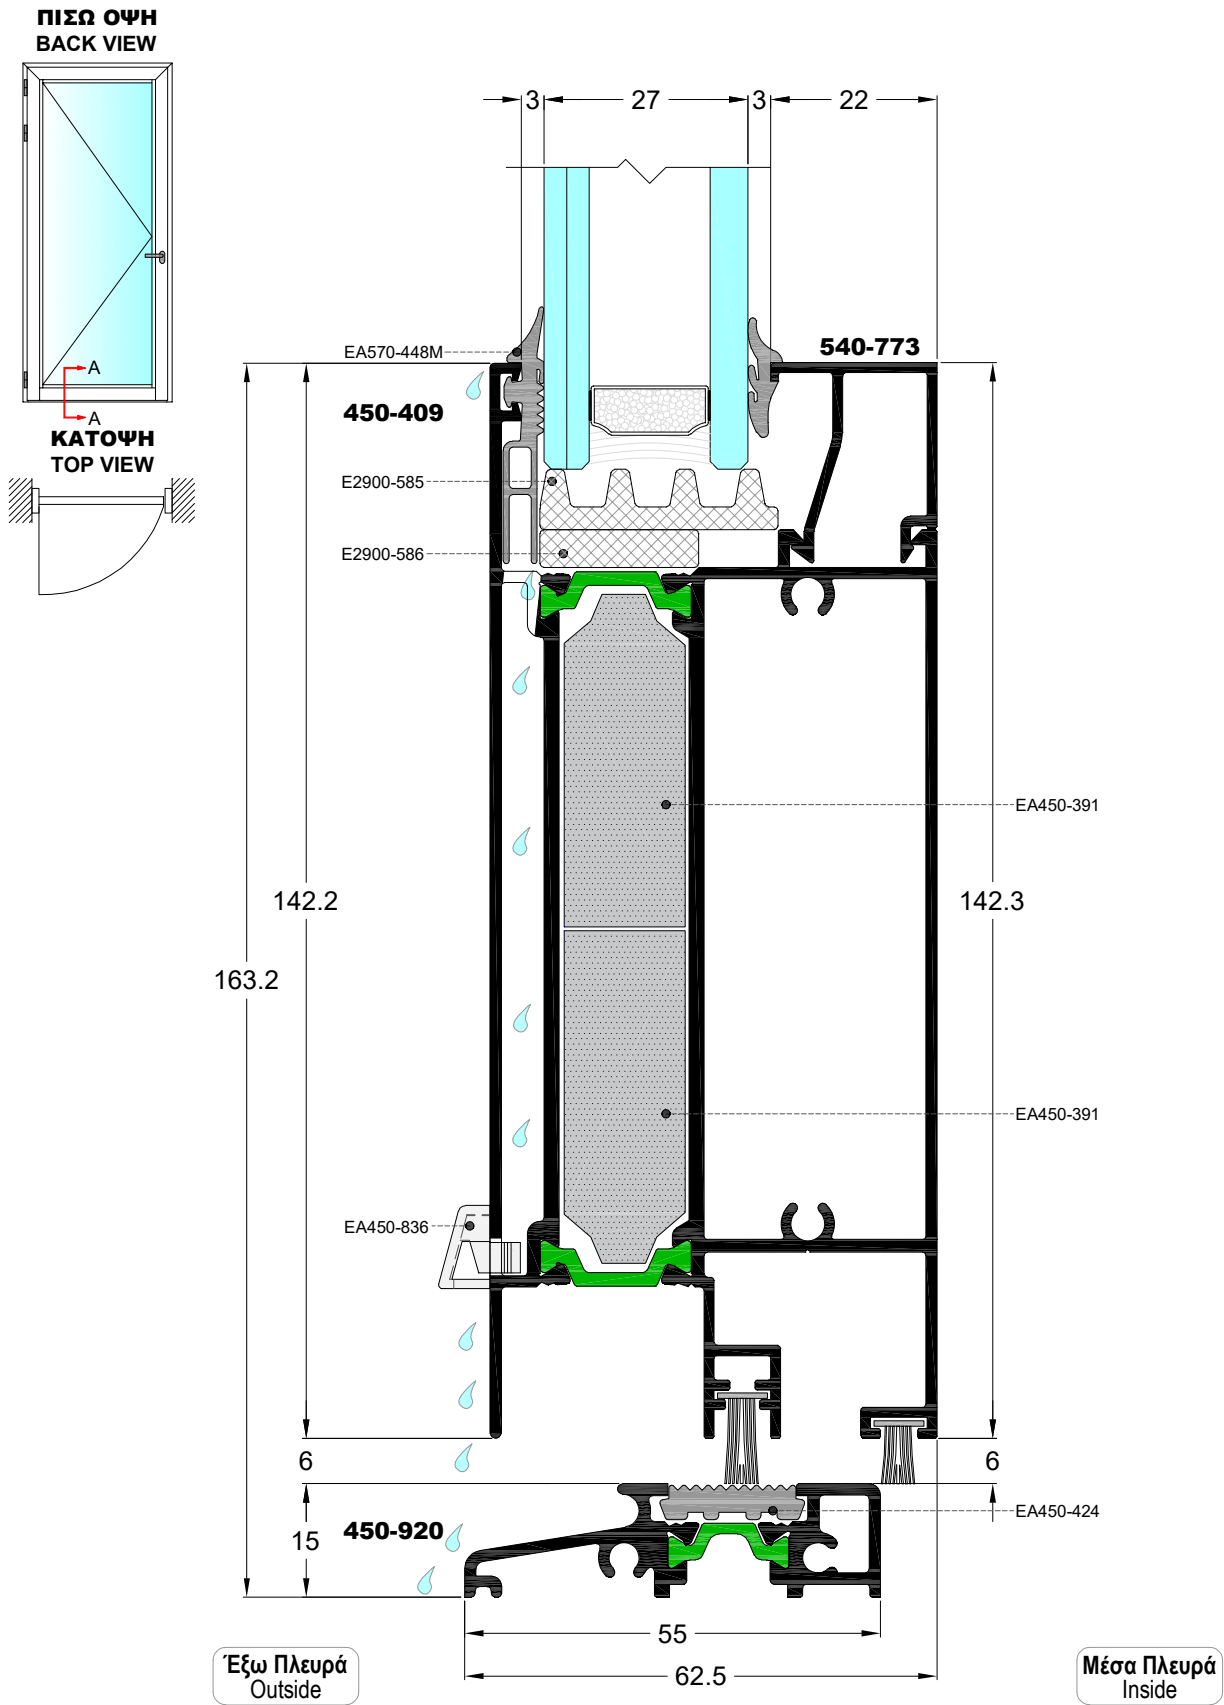 ΠΙΣΩ ΟΨΗ
BACK VIEW
3
27
3
22
EA570-448M
540-773
A
450-409
A
ΚΑΤΟΨΗ
TOP VIEW
E2900-585
E2900-586
EA450-391
142.2
142.3
163.2
EA450-391
EA450-836
6
6
EA450-424
15
450-920
55
62.5
Έξω Πλευρά
Outside
Μέσα Πλευρά
Inside